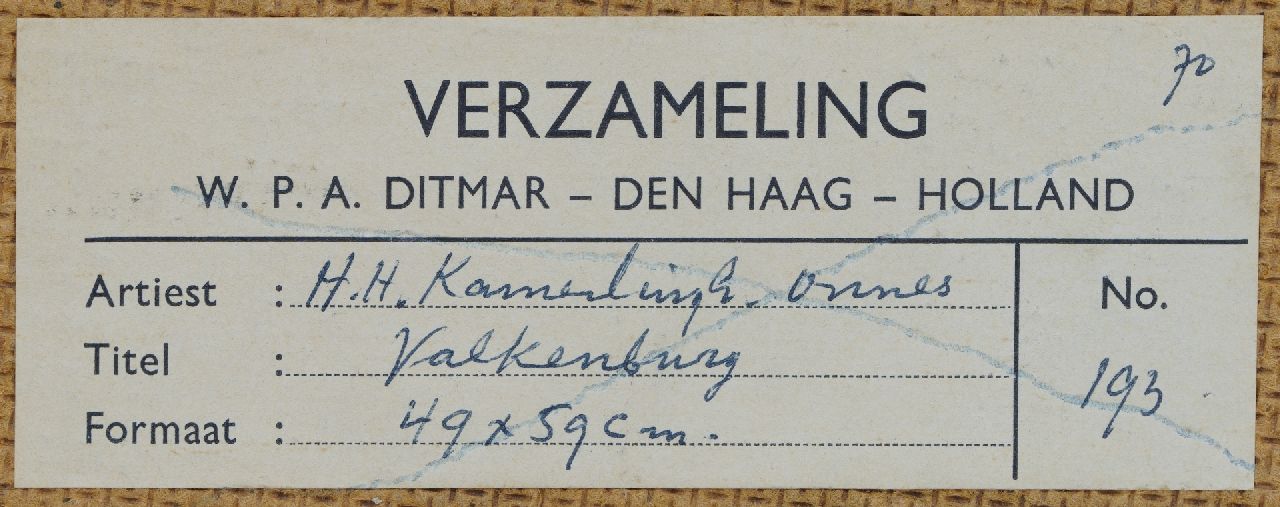 70
VERZAMELING
W. P. A. DITMAR – DEN HAAG – HOLLAND
Artiest : H.H. Kamerlingh. Onnes
No.
Titel : Valkenburg
193
Formaat : 49 x 59 cm.